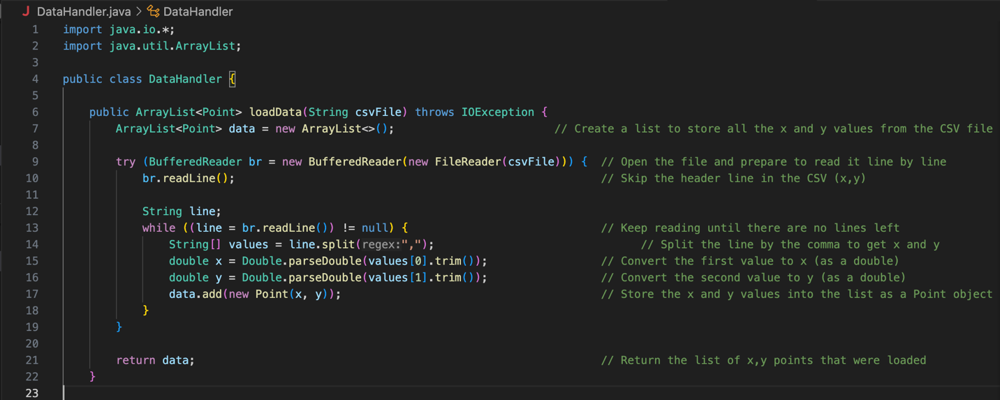 DataHandler.java > DataHandler
1 import java.io.*;
2 import java.util.ArrayList;
3
4 public class DataHandler {
5
6     public ArrayList<Point> loadData(String csvFile) throws IOException {
7         ArrayList<Point> data = new ArrayList<>();                        // Create a list to store all the x and y values from the CSV file
8
9         try (BufferedReader br = new BufferedReader(new FileReader(csvFile))) {  // Open the file and prepare to read it line by line
10             br.readLine();                                                       // Skip the header line in the CSV (x,y)
11
12             String line;
13             while ((line = br.readLine()) != null) {                             // Keep reading until there are no lines left
14                 String[] values = line.split(regex:",");                               // Split the line by the comma to get x and y
15                 double x = Double.parseDouble(values[0].trim());                 // Convert the first value to x (as a double)
16                 double y = Double.parseDouble(values[1].trim());                 // Convert the second value to y (as a double)
17                 data.add(new Point(x, y));                                       // Store the x and y values into the list as a Point object
18             }
19         }
20
21         return data;                                                             // Return the list of x,y points that were loaded
22     }
23